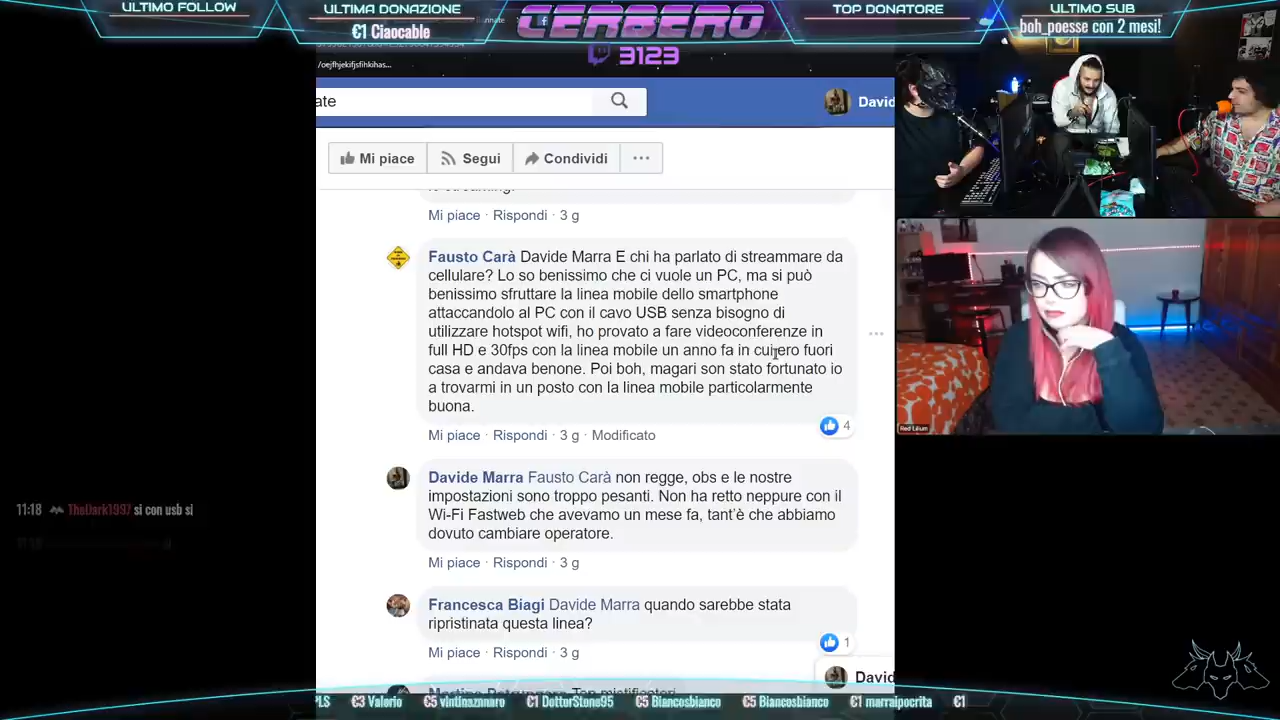 ULTIMO FOLLOW
ULTIMA DONAZIONE
€1 Ciaocable
CERBERO
3123
TOP DONATORE
ULTIMO SUB
boh_poesse con 2 mesi!
/oejfhjekifjsfihkihas...
ate
David
Mi piace
Segui
Condividi
Mi piace · Rispondi · 3 g
Fausto Carà Davide Marra E chi ha parlato di streammare da
cellulare? Lo so benissimo che ci vuole un PC, ma si può
benissimo sfruttare la linea mobile dello smartphone
attaccandolo al PC con il cavo USB senza bisogno di
utilizzare hotspot wifi, ho provato a fare videoconferenze in
full HD e 30fps con la linea mobile un anno fa in cui ero fuori
casa e andava benone. Poi boh, magari son stato fortunato io
a trovarmi in un posto con la linea mobile particolarmente
buona.
4
Mi piace · Rispondi · 3 g · Modificato
Davide Marra Fausto Carà non regge, obs e le nostre
impostazioni sono troppo pesanti. Non ha retto neppure con il
Wi-Fi Fastweb che avevamo un mese fa, tant'è che abbiamo
dovuto cambiare operatore.
Mi piace · Rispondi · 3 g
Francesca Biagi Davide Marra quando sarebbe stata
ripristinata questa linea?
1
Mi piace · Rispondi · 3 g
David
11:18 TheDark1997 si con usb si
Red Lilium
PLS €3 Valerio €5 vintinaznnaro €1 DottorStone95 €5 Biancosbianco €5 Biancosbianco €1 marraipocrita €1